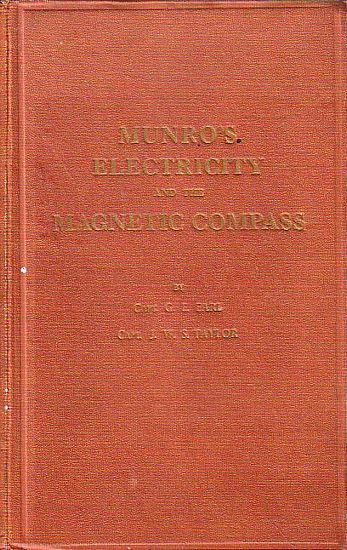 MUNRO'S
ELECTRICITY
AND THE
MAGNETIC COMPASS
BY
CAPT. G. E. EARL
CAPT. J. W. S. TAYLOR